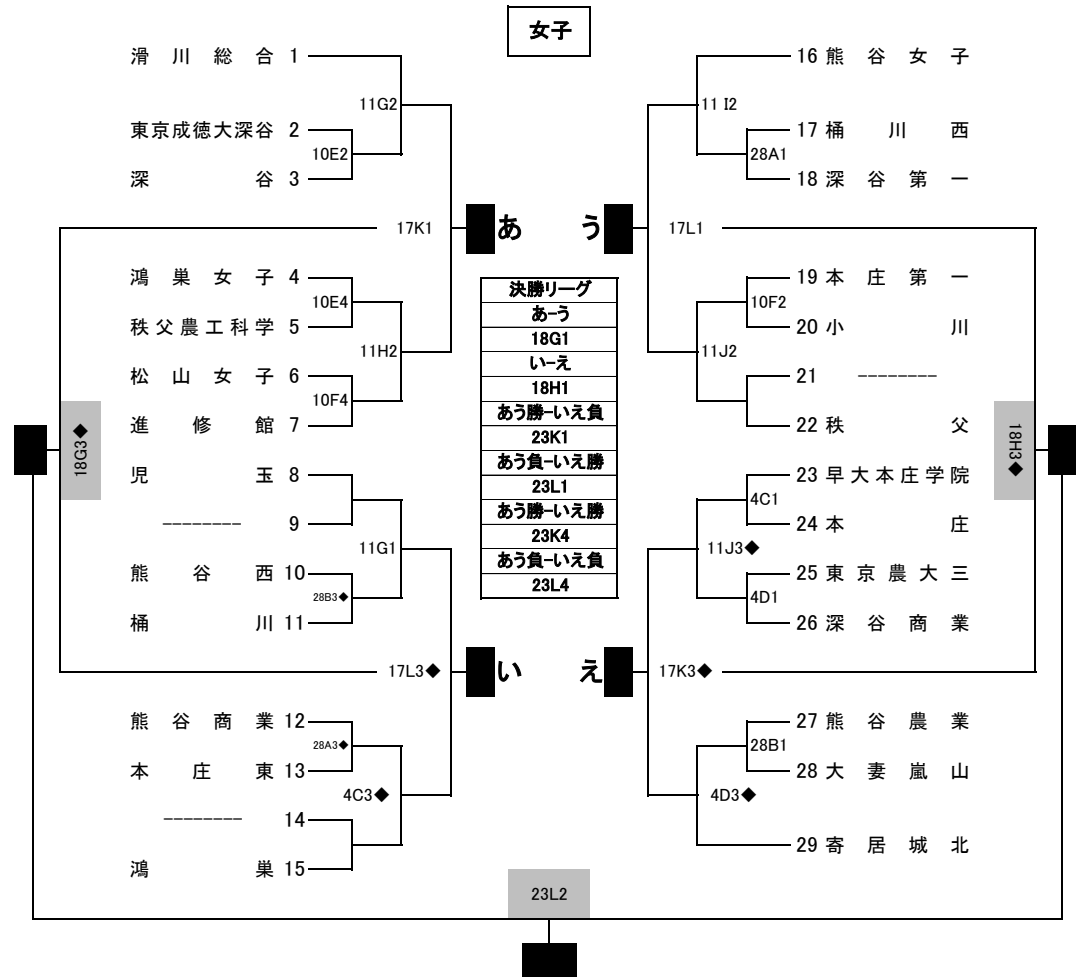 女子
滑川総合 1
11G2
東京成徳大深谷 2
10E2
深谷 3
17K1
あ
鴻巣女子 4
10E4
秩父農工科学 5
11H2
松山女子 6
10F4
進修館 7
18G3◆
児玉 8
-------- 9
11G1
熊谷西 10
28B3◆
桶川 11
17L3◆
い
熊谷商業 12
28A3◆
本庄東 13
4C3◆
-------- 14
鴻巣 15
決勝リーグ
あ-う
18G1
い-え
18H1
あう勝-いえ負
23K1
あう負-いえ勝
23L1
あう勝-いえ勝
23K4
あう負-いえ負
23L4
16 熊谷女子
11 I2
17 桶川西
28A1
18 深谷第一
う
17L1
19 本庄第一
10F2
20 小川
11J2
21 --------
22 秩父
18H3◆
23 早大本庄学院
4C1
24 本庄
11J3◆
25 東京農大三
4D1
26 深谷商業
え
17K3◆
27 熊谷農業
28B1
28 大妻嵐山
4D3◆
29 寄居城北
23L2